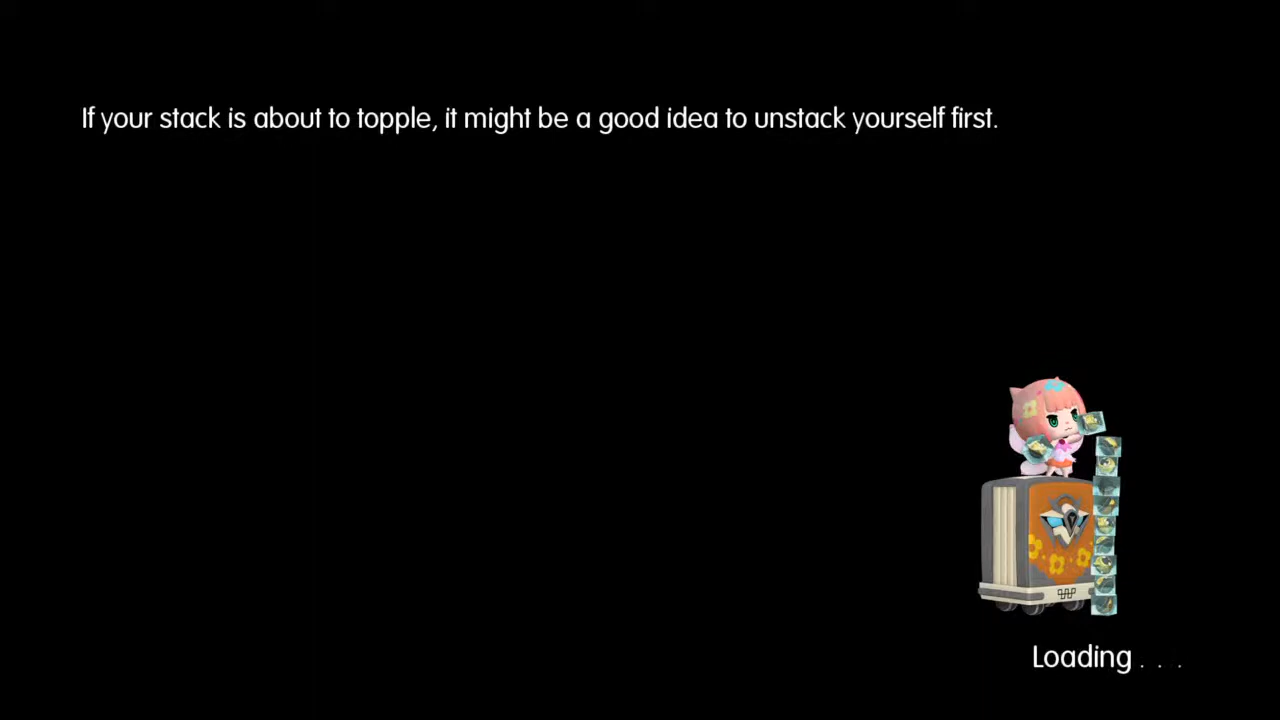 If your stack is about to topple, it might be a good idea to unstack yourself first.
Loading . . .